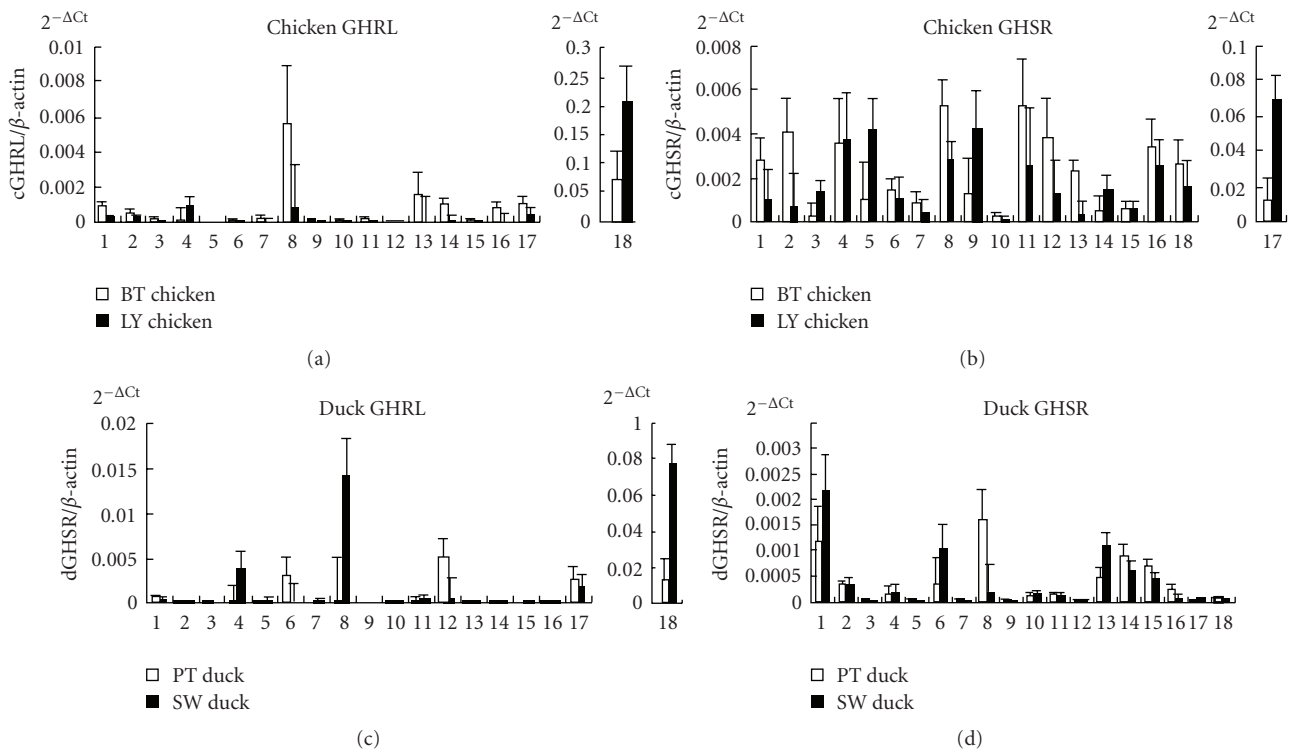 2−ΔCt
Chicken GHRL
cGHRL/β-actin
0.01
0.008
0.006
0.004
0.002
0
1 2 3 4 5 6 7 8 9 10 11 12 13 14 15 16 17
2−ΔCt
0.3
0.25
0.2
0.15
0.1
0.05
0
18
BT chicken
LY chicken
(a)
2−ΔCt
Chicken GHSR
cGHSR/β-actin
0.008
0.006
0.004
0.002
0
1 2 3 4 5 6 7 8 9 10 11 12 13 14 15 16 18
2−ΔCt
0.1
0.08
0.06
0.04
0.02
0
17
BT chicken
LY chicken
(b)
2−ΔCt
Duck GHRL
dGHSR/β-actin
0.02
0.015
0.01
0.005
0
1 2 3 4 5 6 7 8 9 10 11 12 13 14 15 16 17
2−ΔCt
1
0.08
0.06
0.04
0.02
0
18
PT duck
SW duck
(c)
2−ΔCt
Duck GHSR
dGHSR/β-actin
0.003
0.0025
0.002
0.0015
0.001
0.0005
0
1 2 3 4 5 6 7 8 9 10 11 12 13 14 15 16 17 18
PT duck
SW duck
(d)